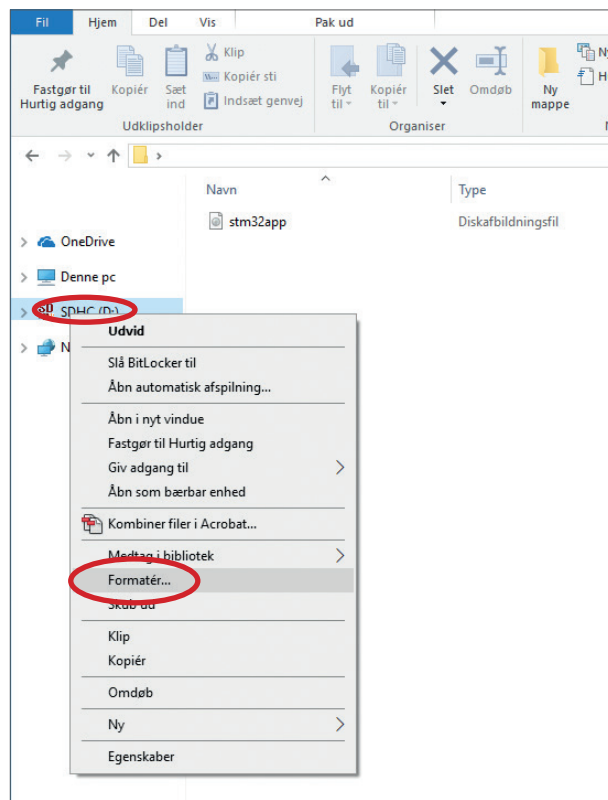 Fil Hjem Del Vis Pak ud
Klip
Kopiér sti
Indsæt genvej
Fastgør til
Hurtig adgang
Kopiér
Sæt
ind
Udklipsholder
Flyt
til
Kopiér
til
Slet
Omdøb
Organiser
Ny
mappe
Navn Type
stm32app Diskafbildningsfil
OneDrive
Denne pc
SDHC (D:)
Udvid
Slå BitLocker til
Åbn automatisk afspilning...
Åbn i nyt vindue
Fastgør til Hurtig adgang
Giv adgang til
Åbn som bærbar enhed
Kombiner filer i Acrobat...
Medtag i bibliotek
Formatér...
Skub ud
Klip
Kopiér
Omdøb
Ny
Egenskaber